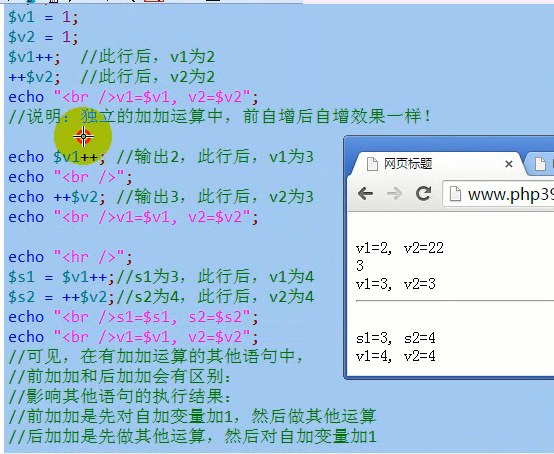 $v1 = 1;
$v2 = 1;
$v1++;  //此行后，v1为2
++$v2;  //此行后，v2为2
echo "<br />v1=$v1, v2=$v2";
//说明：独立的加加运算中，前自增后自增效果一样！
echo $v1++; //输出2，此行后，v1为3
echo "<br />";
echo ++$v2; //输出3，此行后，v2为3
echo "<br />v1=$v1, v2=$v2";
echo "<hr />";
$s1 = $v1++;//s1为3，此行后，v1为4
$s2 = ++$v2;//s2为4，此行后，v2为4
echo "<br />s1=$s1, s2=$s2";
echo "<br />v1=$v1, v2=$v2";
//可见，在有加加运算的其他语句中，
//前加加和后加加会有区别：
//影响其他语句的执行结果：
//前加加是先对自加变量加1，然后做其他运算
//后加加是先做其他运算，然后对自加变量加1
网页标题
www.php39
v1=2, v2=22
3
v1=3, v2=3
s1=3, s2=4
v1=4, v2=4